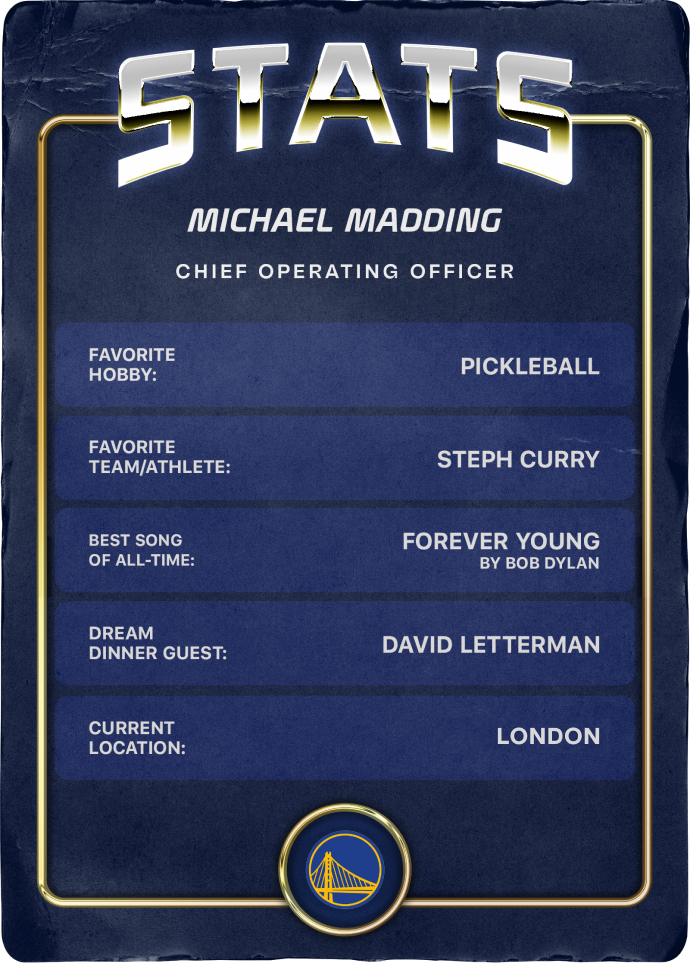 STATS
MICHAEL MADDING
CHIEF OPERATING OFFICER
FAVORITE
HOBBY:
PICKLEBALL
FAVORITE
TEAM/ATHLETE:
STEPH CURRY
BEST SONG
OF ALL-TIME:
FOREVER YOUNG
BY BOB DYLAN
DREAM
DINNER GUEST:
DAVID LETTERMAN
CURRENT
LOCATION:
LONDON